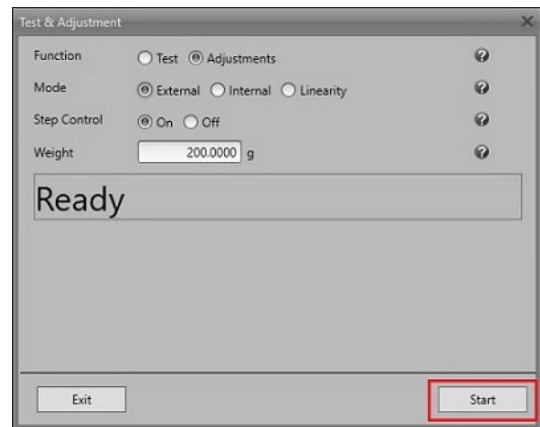 Test & Adjustment
Function Test Adjustments
Mode External Internal Linearity
Step Control On Off
Weight 200.0000 g
Ready
Exit Start